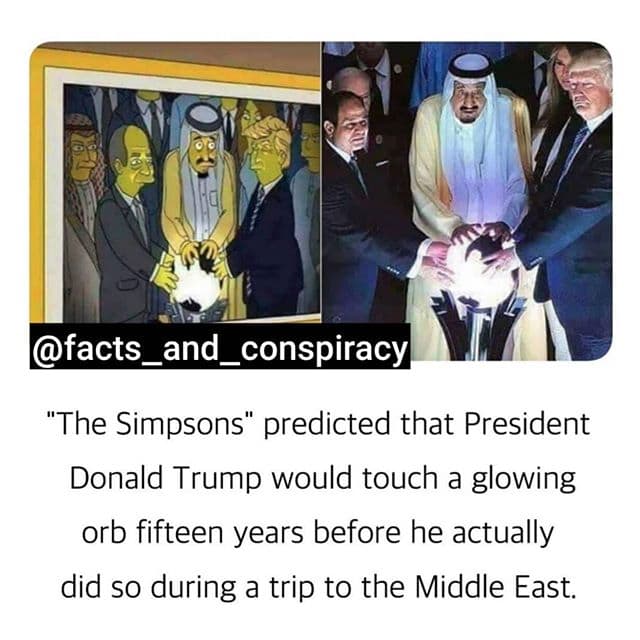 @facts_and_conspiracy
"The Simpsons" predicted that President
Donald Trump would touch a glowing
orb fifteen years before he actually
did so during a trip to the Middle East.